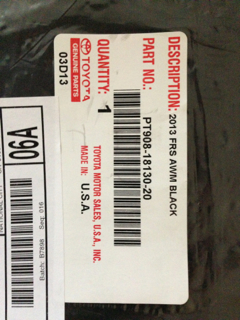 DESCRIPTION: 2013 FRS AWM BLACK
PART NO.: PT908-18130-20
QUANTITY: 1
TOYOTA
GENUINE PARTS
03D13
TOYOTA MOTOR SALES, U.S.A., INC.
MADE IN: U.S.A.
06A